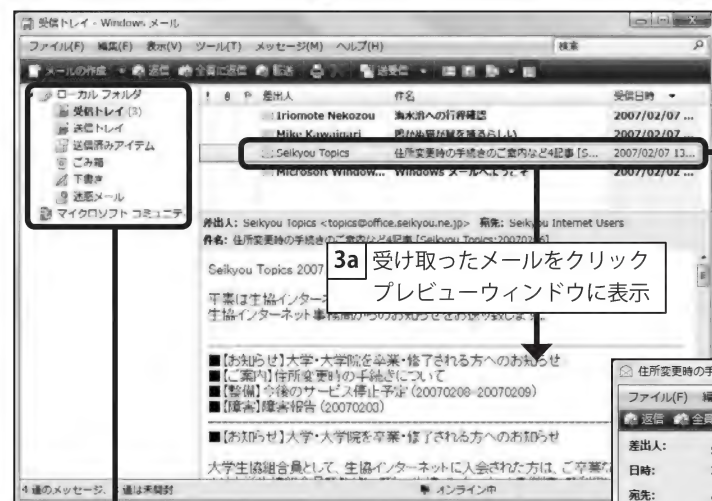 受信トレイ - Windows メール
ファイル(F) 編集(F) 表示(V) ツール(T) メッセージ(M) ヘルプ(H)
検索
メールの作成 返信 全員に返信 転送 送受信
ローカル フォルダ
受信トレイ (3)
送信トレイ
送信済みアイテム
ごみ箱
下書き
迷惑メール
マイクロソフト コミュニテ
! 差出人 件名 受信日時
Iriomote Nekozou 海水浴への行程確認 2007/02/07 ...
Mike Kawaigari 2007/02/07 ...
Seikyou Topics 住所変更時の手続きのご案内など4記事 [S... 2007/02/07 13...
Microsoft Window... Windows メールへようこそ 2007/02/07 ...
差出人: Seikyou Topics <topics@office.seikyou.ne.jp> 宛先: Seikyou Internet Users
件名: 住所変更時の手続きのご案内など4記事 [Seikyou Topics:20070206]
Seikyou Topics 2007
3a 受け取ったメールをクリック
プレビューウィンドウに表示
平素は生協インター
生協インターネット事務局からのお知らせをお送り致します。
■【お知らせ】大学・大学院を卒業・修了される方へのお知らせ
■【ご案内】住所変更時の手続きについて
■【整備】今後のサービス停止予定 (20070208-20070209)
■【障害】障害報告 (20070203)
■【お知らせ】大学・大学院を卒業・修了される方へのお知らせ
大学生協組合員として、生協インターネットに入会された方は、ご卒業な
4 通のメッセージ、 通は未開封 オンライン中
住所変更時の手
ファイル(F) 編
返信 全員
差出人:
日時:
宛先: